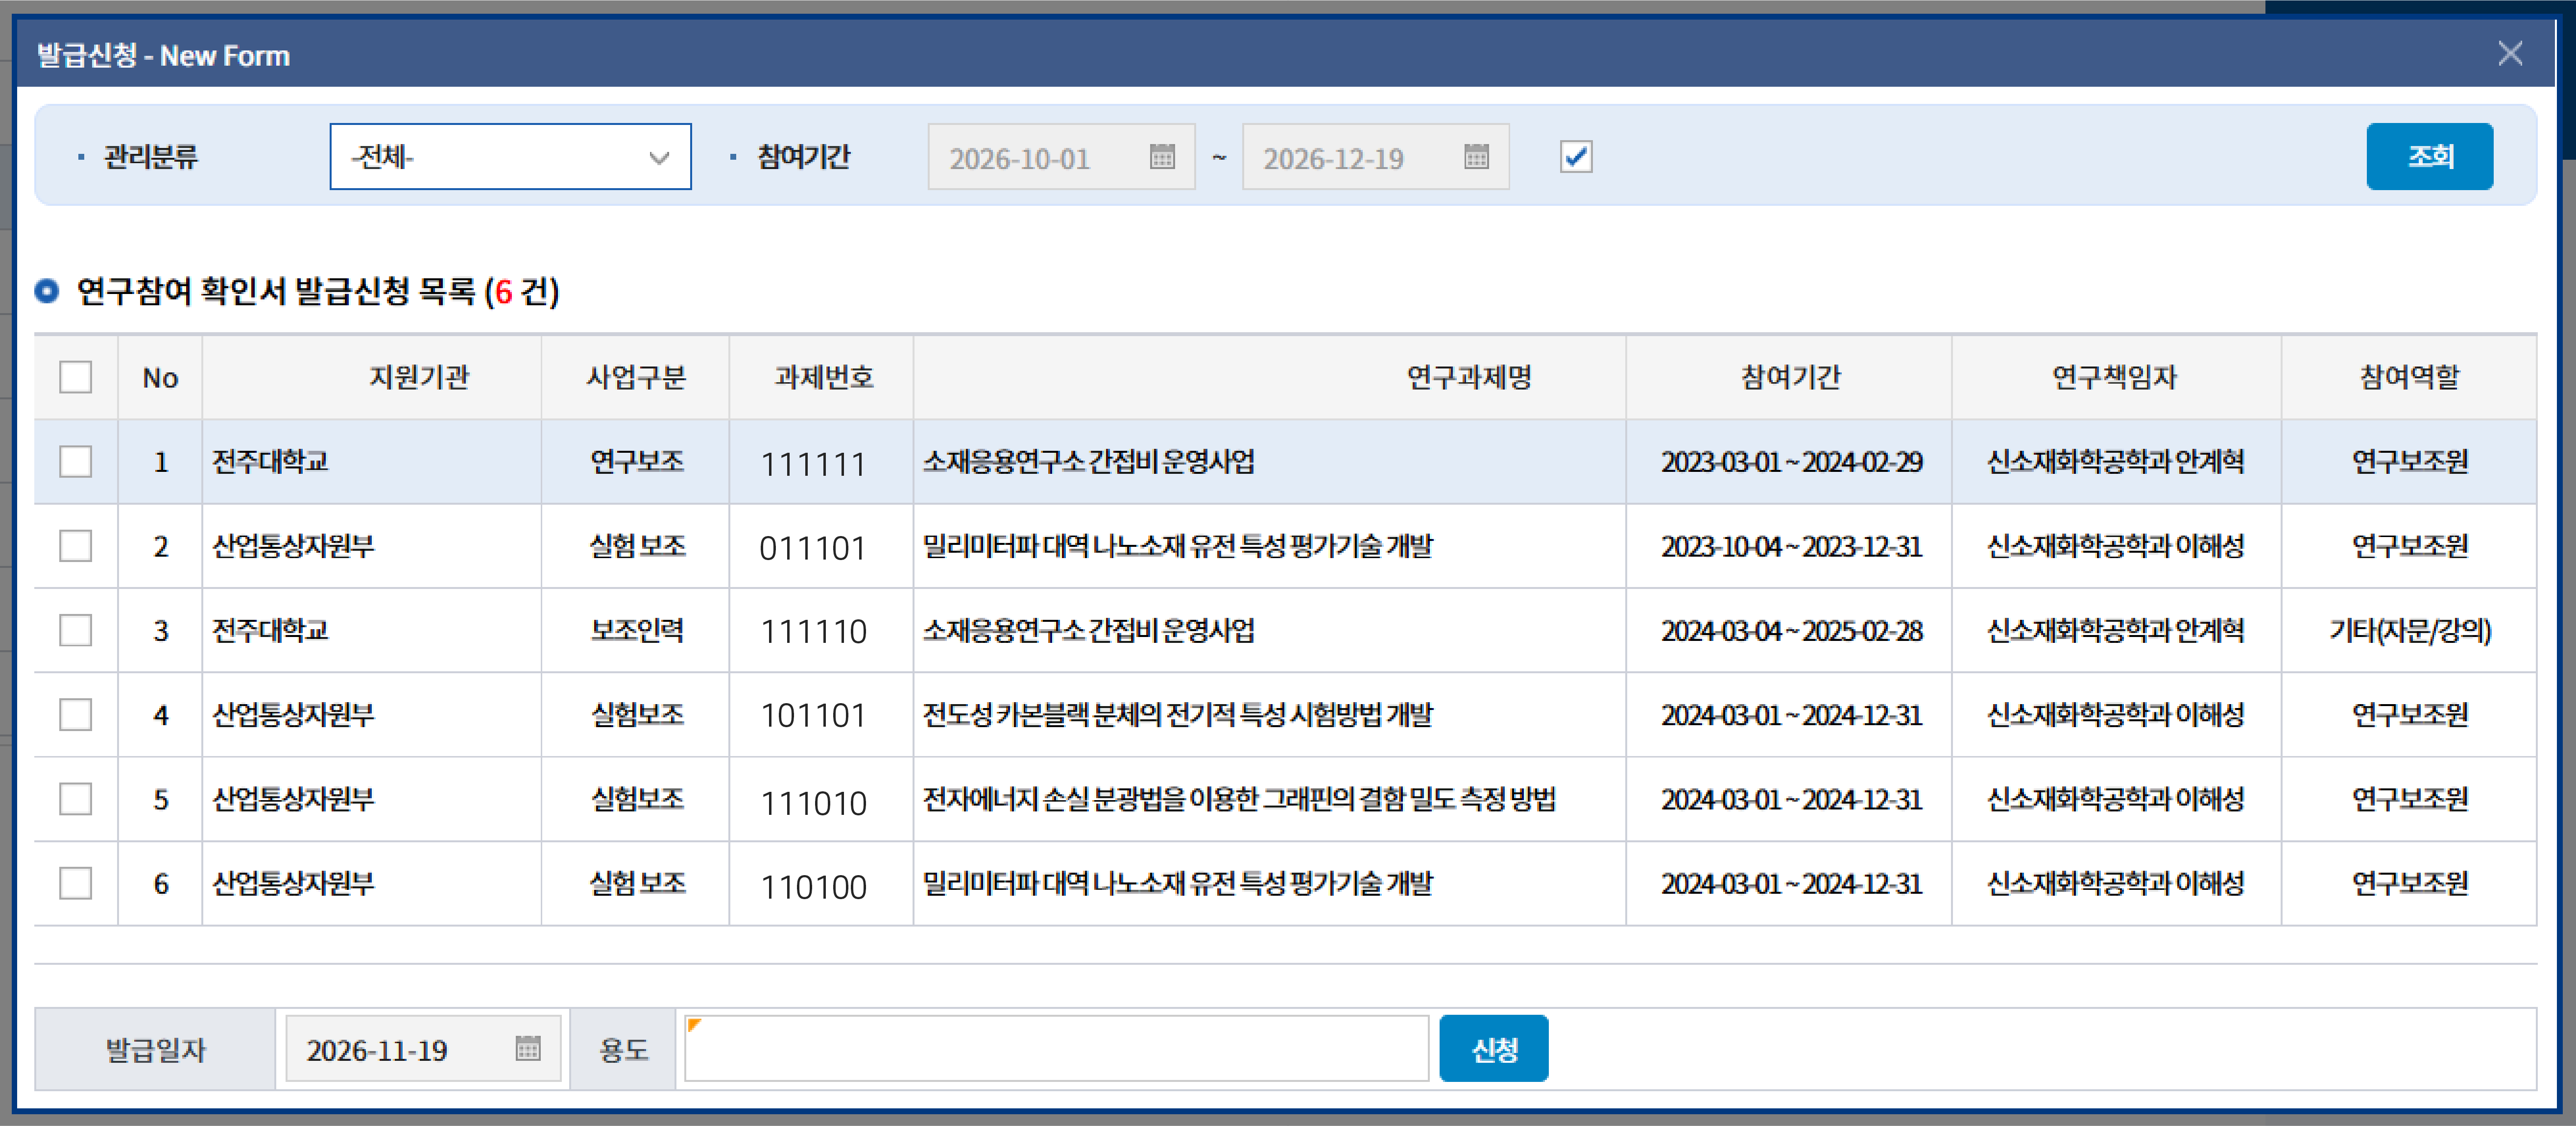 발급신청 - New Form
관리분류 -전체- 참여기간 2026-10-01 ~ 2026-12-19 조회
연구참여 확인서 발급신청 목록 (6 건)
No 지원기관 사업구분 과제번호 연구과제명 참여기간 연구책임자 참여역할
1 전주대학교 연구보조 111111 소재응용연구소 간접비 운영사업 2023-03-01 ~ 2024-02-29 신소재화학공학과 안계혁 연구보조원
2 산업통상자원부 실험 보조 011101 밀리미터파 대역 나노소재 유전 특성 평가기술 개발 2023-10-04 ~ 2023-12-31 신소재화학공학과 이해성 연구보조원
3 전주대학교 보조인력 111110 소재응용연구소 간접비 운영사업 2024-03-04 ~ 2025-02-28 신소재화학공학과 안계혁 기타(자문/강의)
4 산업통상자원부 실험보조 101101 전도성 카본블랙 분체의 전기적 특성 시험방법 개발 2024-03-01 ~ 2024-12-31 신소재화학공학과 이해성 연구보조원
5 산업통상자원부 실험보조 111010 전자에너지 손실 분광법을 이용한 그래핀의 결함 밀도 측정 방법 2024-03-01 ~ 2024-12-31 신소재화학공학과 이해성 연구보조원
6 산업통상자원부 실험 보조 110100 밀리미터파 대역 나노소재 유전 특성 평가기술 개발 2024-03-01 ~ 2024-12-31 신소재화학공학과 이해성 연구보조원
발급일자 2026-11-19 용도 신청